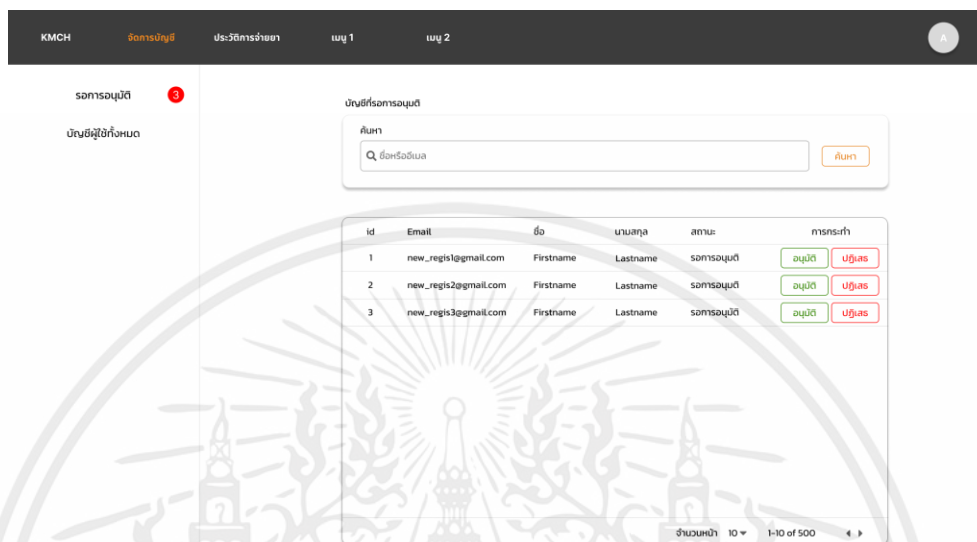 KMCH จัดการบัญชี ประวัติการจ่ายยา เมนู 1 เมนู 2 A
รอการอนุมัติ 3
บัญชีผู้ใช้ทั้งหมด
บัญชีที่รอการอนุมติ
ค้นหา
ชื่อหรืออีเมล ค้นหา
id Email ชื่อ นามสกุล สถานะ การกระทำ
1 new_regis1@gmail.com Firstname Lastname รอการอนุมติ อนุมัติ ปฏิเสธ
2 new_regis2@gmail.com Firstname Lastname รอการอนุมัติ อนุมัติ ปฏิเสธ
3 new_regis3@gmail.com Firstname Lastname รอการอนุมัติ อนุมัติ ปฏิเสธ
จำนวนหน้า 10 1-10 of 500